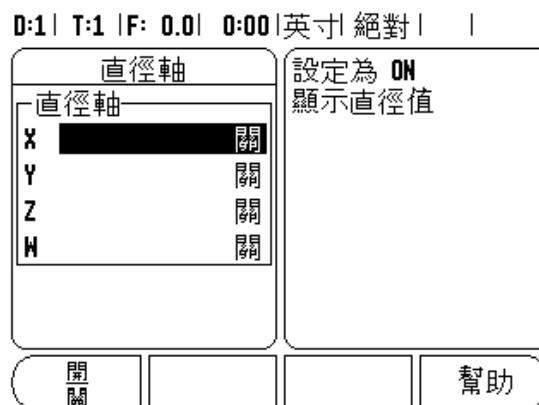 D:1| T:1 |F: 0.0| 0:00|英寸|絕對| |
直徑軸
直徑軸
X 關
Y 關
Z 關
W 關
設定為 ON
顯示直徑值
開
關
幫助